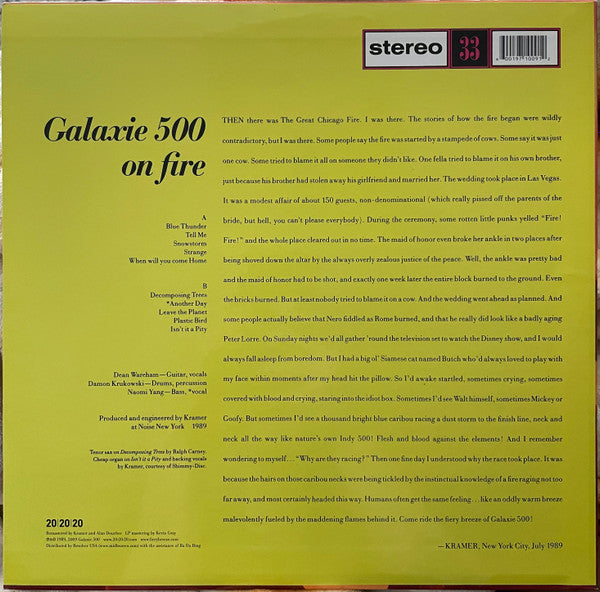 stereo
33
4 00197 10097 2
Galaxie 500
on fire
A
Blue Thunder
Tell Me
Snowstorm
Strange
When will you come Home
B
Decomposing Trees
*Another Day
Leave the Planet
Plastic Bird
Isn't it a Pity
Dean Wareham—Guitar, vocals
Damon Krukowski—Drums, percussion
Naomi Yang—Bass, *vocal
Produced and engineered by Kramer
at Noise New York 1989
Tenor sax on Decomposing Trees by Ralph Carney.
Cheap organ on Isn't it a Pity and backing vocals
by Kramer, courtesy of Shimmy-Disc.
THEN there was The Great Chicago Fire. I was there. The stories of how the fire began were wildly
contradictory, but I was there. Some people say the fire was started by a stampede of cows. Some say it was just
one cow. Some tried to blame it all on someone they didn't like. One fella tried to blame it on his own brother,
just because his brother had stolen away his girlfriend and married her. The wedding took place in Las Vegas.
It was a modest affair of about 150 guests, non-denominational (which really pissed off the parents of the
bride, but hell, you can't please everybody). During the ceremony, some rotten little punks yelled "Fire!
Fire!" and the whole place cleared out in no time. The maid of honor even broke her ankle in two places after
being shoved down the altar by the always overly zealous justice of the peace. Well, the ankle was pretty bad
and the maid of honor had to be shot, and exactly one week later the entire block burned to the ground. Even
the bricks burned. But at least nobody tried to blame it on a cow. And the wedding went ahead as planned. And
some people actually believe that Nero fiddled as Rome burned, and that he really did look like a badly aging
Peter Lorre. On Sunday nights we'd all gather 'round the television set to watch the Disney show, and I would
always fall asleep from boredom. But I had a big ol' Siamese cat named Butch who'd always loved to play with
my face within moments after my head hit the pillow. So I'd awake startled, sometimes crying, sometimes
covered with blood and crying, staring into the idiot box. Sometimes I'd see Walt himself, sometimes Mickey or
Goofy. But sometimes I'd see a thousand bright blue caribou racing a dust storm to the finish line, neck and
neck all the way like nature's own Indy 500! Flesh and blood against the elements! And I remember
wondering to myself... "Why are they racing?" Then one fine day I understood why the race took place. It was
because the hairs on those caribou necks were being tickled by the instinctual knowledge of a fire raging not too
far away, and most certainly headed this way. Humans often get the same feeling... like an oddly warm breeze
malevolently fueled by the maddening flames behind it. Come ride the fiery breeze of Galaxie 500!
—KRAMER, New York City, July 1989
20|20|20
Remastered by Kramer and Alan Douches LP mastering by Kevin Gray
℗© 1989, 2009 Galaxie 500